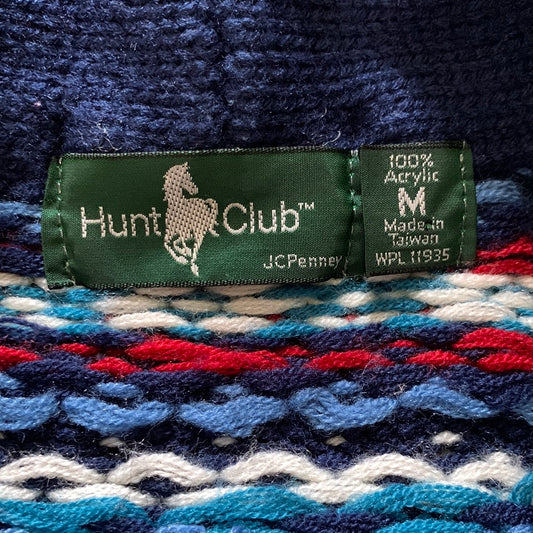 Hunt Club™
JCPenney
100%
Acrylic
M
Made in
Taiwan
WPL 11935